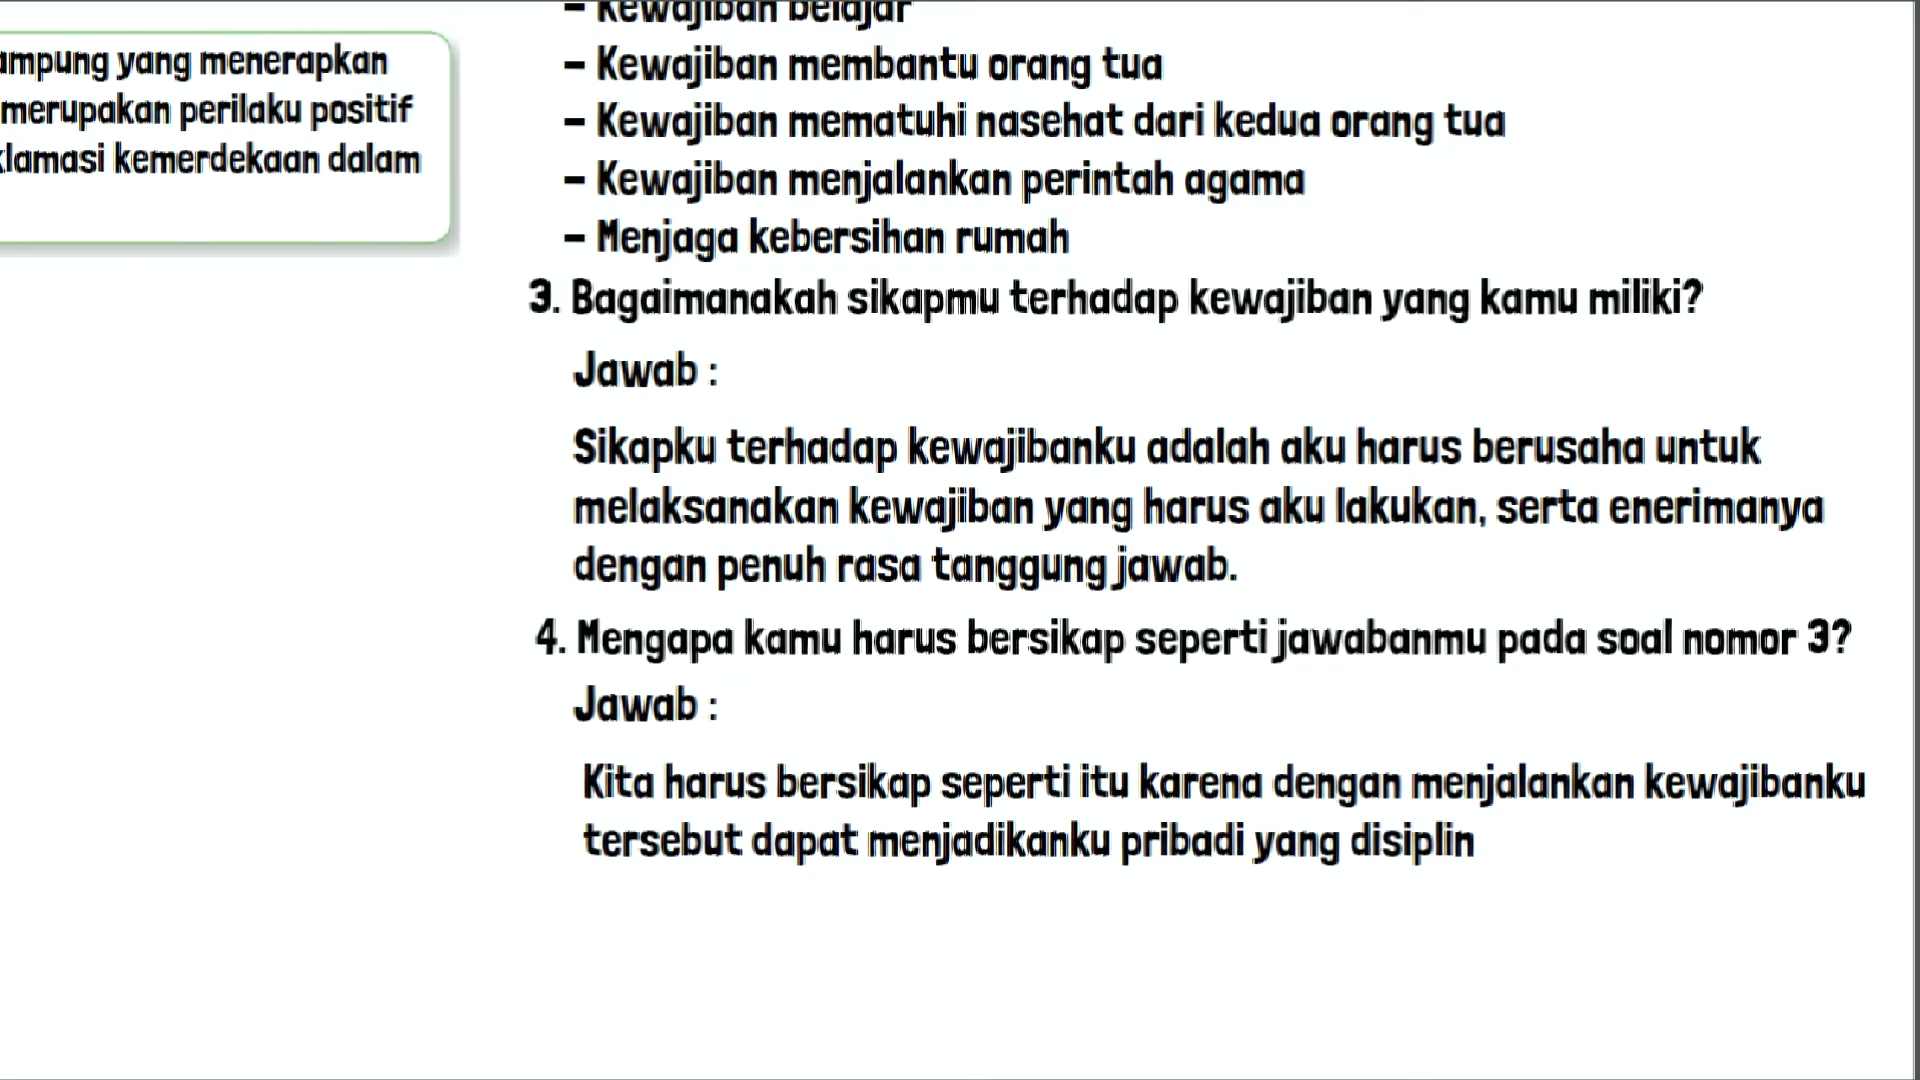 ampung yang menerapkan
merupakan perilaku positif
klamasi kemerdekaan dalam
- Kewajiban belajar
- Kewajiban membantu orang tua
- Kewajiban mematuhi nasehat dari kedua orang tua
- Kewajiban menjalankan perintah agama
- Menjaga kebersihan rumah
3. Bagaimanakah sikapmu terhadap kewajiban yang kamu miliki?
Jawab :
Sikapku terhadap kewajibanku adalah aku harus berusaha untuk
melaksanakan kewajiban yang harus aku lakukan, serta enerimanya
dengan penuh rasa tanggung jawab.
4. Mengapa kamu harus bersikap seperti jawabanmu pada soal nomor 3?
Jawab :
Kita harus bersikap seperti itu karena dengan menjalankan kewajibanku
tersebut dapat menjadikanku pribadi yang disiplin